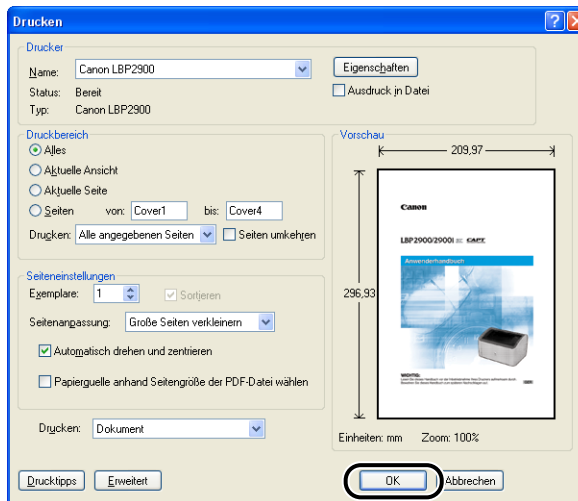 Drucken
Drucker
Name: Canon LBP2900 Eigenschaften
Status: Bereit Ausdruck in Datei
Typ: Canon LBP2900
Druckbereich Vorschau
Alles 209,97
Aktuelle Ansicht
Aktuelle Seite
Seiten von: Cover1 bis: Cover4
Drucken: Alle angegebenen Seiten Seiten umkehren
Canon
LBP2900/2900i CAPT
Anwenderhandbuch
296,93
WICHTIG:
Seiteneinstellungen
Exemplare: 1 Sortieren
Seitenanpassung: Große Seiten verkleinern
Automatisch drehen und zentrieren
Papierquelle anhand Seitengröße der PDF-Datei wählen
Drucken: Dokument
Einheiten: mm Zoom: 100%
Drucktipps Erweitert OK Abbrechen